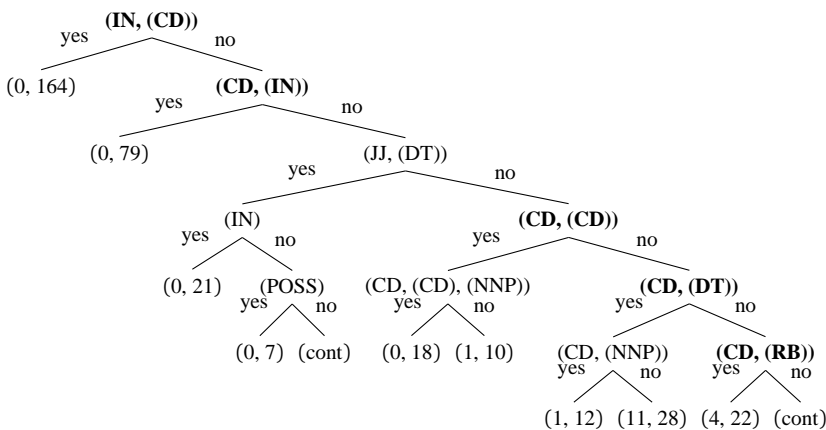 (IN, (CD))
yes no
(0, 164) (CD, (IN))
yes no
(0, 79) (JJ, (DT))
yes no
(IN) (CD, (CD))
yes no yes no
(0, 21) (POSS) (CD, (CD), (NNP)) (CD, (DT))
yes no yes no yes no
(0, 7) (cont) (0, 18) (1, 10) (CD, (NNP)) (CD, (RB))
yes no yes no
(1, 12) (11, 28) (4, 22) (cont)